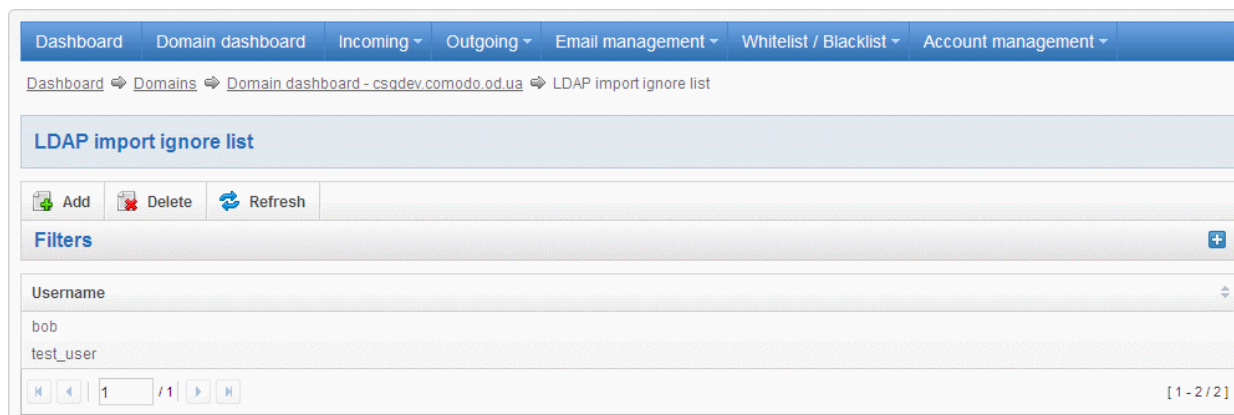 Dashboard Domain dashboard Incoming Outgoing Email management Whitelist / Blacklist Account management
Dashboard Domains Domain dashboard - csgdev.comodo.od.ua LDAP import ignore list
LDAP import ignore list
Add Delete Refresh
Filters
Username
bob
test_user
1 / 1 [ 1 - 2 / 2 ]